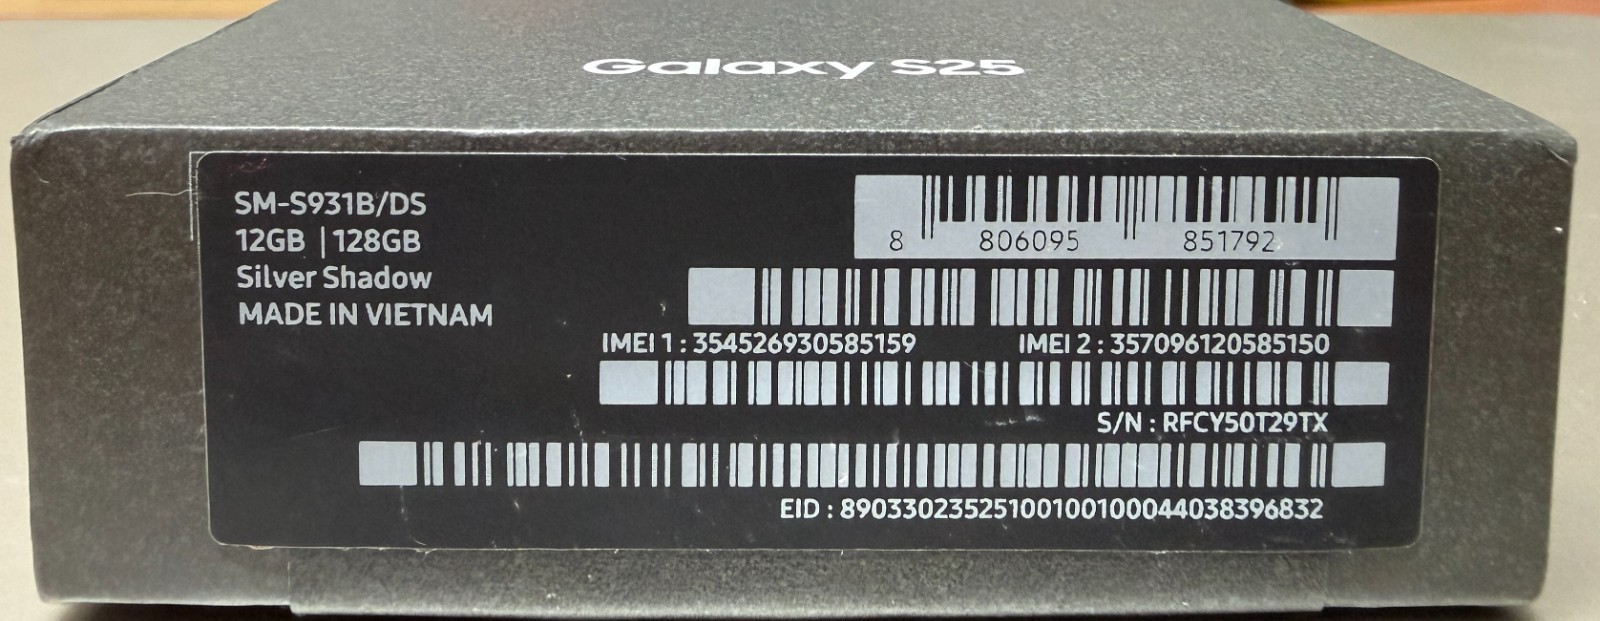 Galaxy S25
SM-S931B/DS
12GB | 128GB
Silver Shadow
MADE IN VIETNAM
8 806095 851792
IMEI 1 : 354526930585159 IMEI 2 : 357096120585150
S/N : RFCY50T29TX
EID : 89033023525100100100044038396832